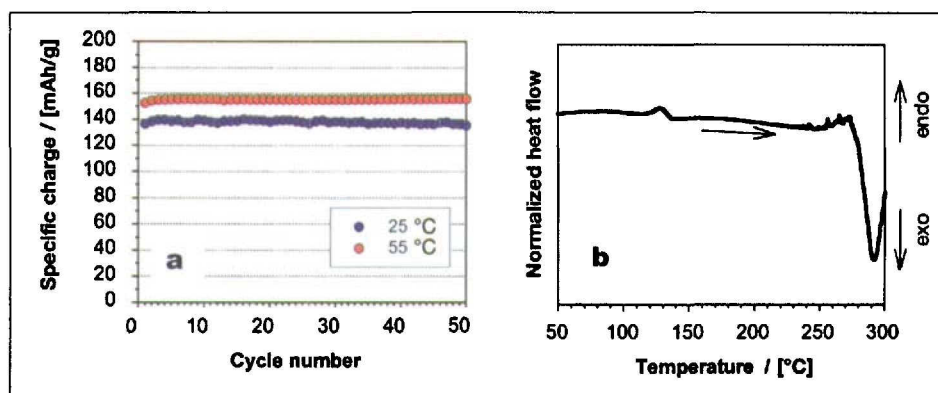 200
180
160
140
120
100
80
60
40
20
0
Specific charge / [mAh/g]
25 °C
55 °C
a
0 10 20 30 40 50
Cycle number
Normalized heat flow
endo
exo
b
50 100 150 200 250 300
Temperature / [°C]